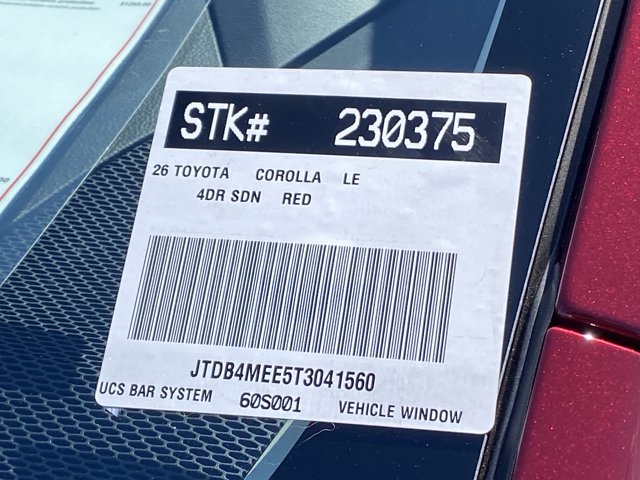 STK# 230375
26 TOYOTA COROLLA LE
4DR SDN RED
JTDB4MEE5T3041560
UCS BAR SYSTEM 60S001 VEHICLE WINDOW